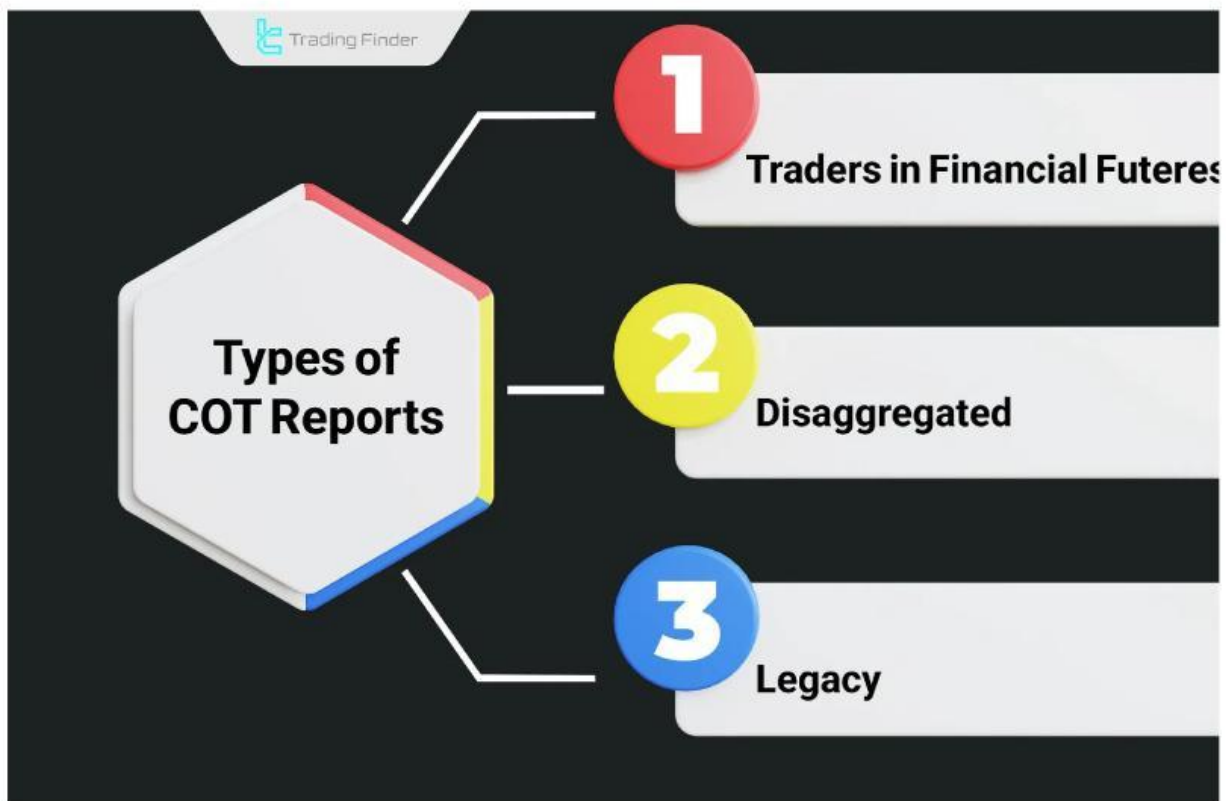 Trading Finder
1
Traders in Financial Futeres
2
Disaggregated
Types of
COT Reports
3
Legacy